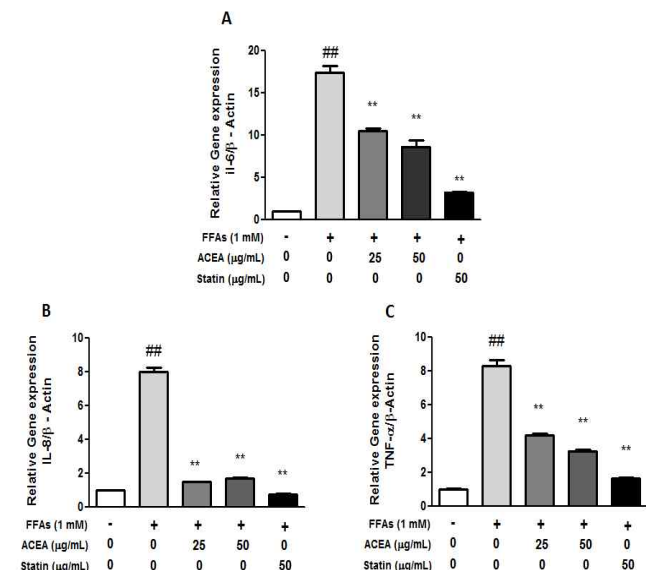 A
Relative Gene expression
il-6/β - Actin
20
15
10
5
0
##
**
**
**
FFAs (1 mM) - + + + +
ACEA (µg/mL) 0 0 25 50 0
Statin (µg/mL) 0 0 0 0 50
B
Relative Gene expression
IL-8/β - Actin
10
8
6
4
2
0
##
**
**
**
FFAs (1 mM) - + + + +
ACEA (µg/mL) 0 0 25 50 0
Statin (µg/mL) 0 0 0 0 50
C
Relative Gene expression
TNF-α/β-Actin
10
8
6
4
2
0
##
**
**
**
FFAs (1 mM) - + + + +
ACEA (µg/mL) 0 0 25 50 0
Statin (µg/mL) 0 0 0 0 50